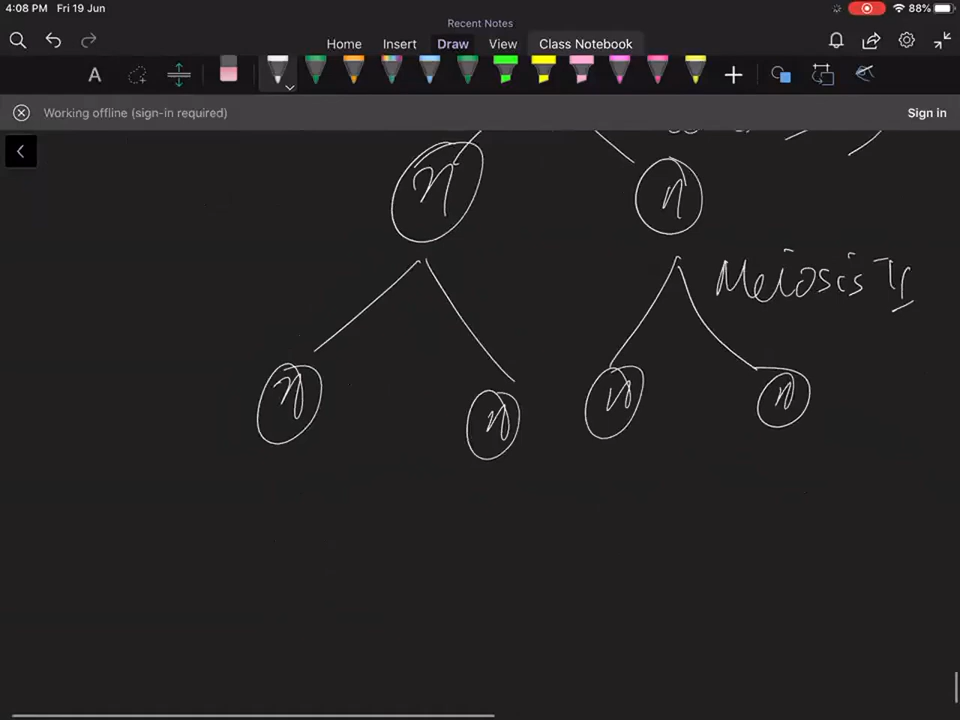 4:08 PM Fri 19 Jun
88%
Recent Notes
Home Insert Draw View Class Notebook
A
Working offline (sign-in required) Sign in
n n
Meiosis II
n n n n